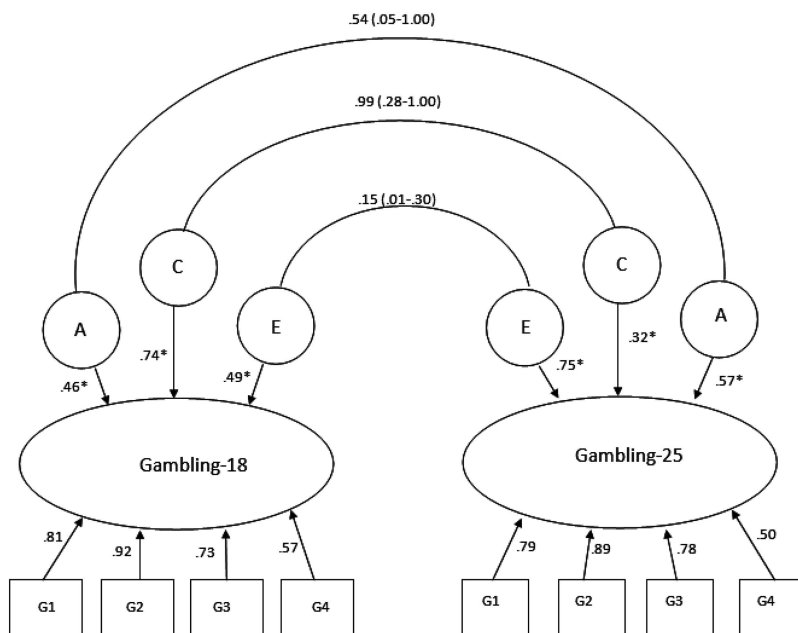 .54 (.05-1.00)
.99 (.28-1.00)
.15 (.01-.30)
C
C
A
E
E
A
.46*
.74*
.49*
.75*
.32*
.57*
Gambling-18
Gambling-25
.81
.92
.73
.57
.79
.89
.78
.50
G1
G2
G3
G4
G1
G2
G3
G4